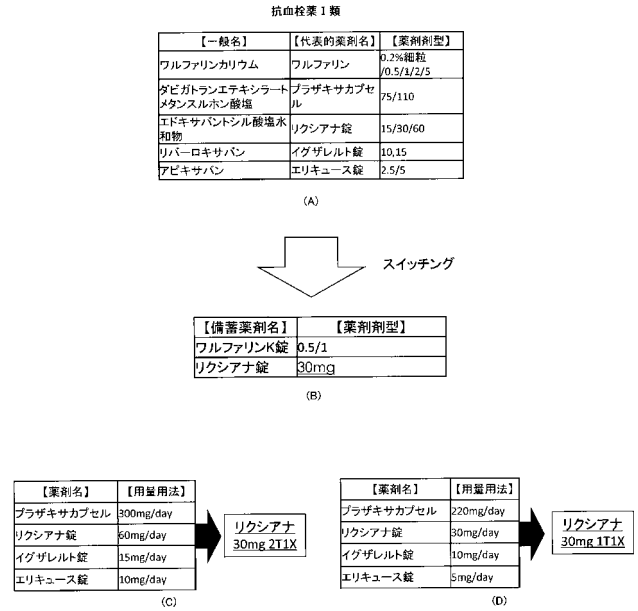 抗血栓薬1類
【一般名】 【代表的薬剤名】 【薬剤剤型】
ワルファリンカリウム ワルファリン 0.2%細粒
/0.5/1/2/5
ダビガトランエテキシラート
メタンスルホン酸塩 プラザキサカプセ
ル 75/110
エドキサバントシル酸塩水
和物 リクシアナ錠 15/30/60
リバーロキサバン イグザレルト錠 10,15
アピキサバン エリキュース錠 2.5/5
(A)
スイッチング
【備蓄薬剤名】 【薬剤剤型】
ワルファリンK錠 0.5/1
リクシアナ錠 30mg
(B)
【薬剤名】 【用量用法】
プラザキサカプセル 300mg/day
リクシアナ錠 60mg/day
イグザレルト錠 15mg/day
エリキュース錠 10mg/day
リクシアナ
30mg 2T1X
(C)
【薬剤名】 【用量用法】
プラザキサカプセル 220mg/day
リクシアナ錠 30mg/day
イグザレルト錠 10mg/day
エリキュース錠 5mg/day
リクシアナ
30mg 1T1X
(D)